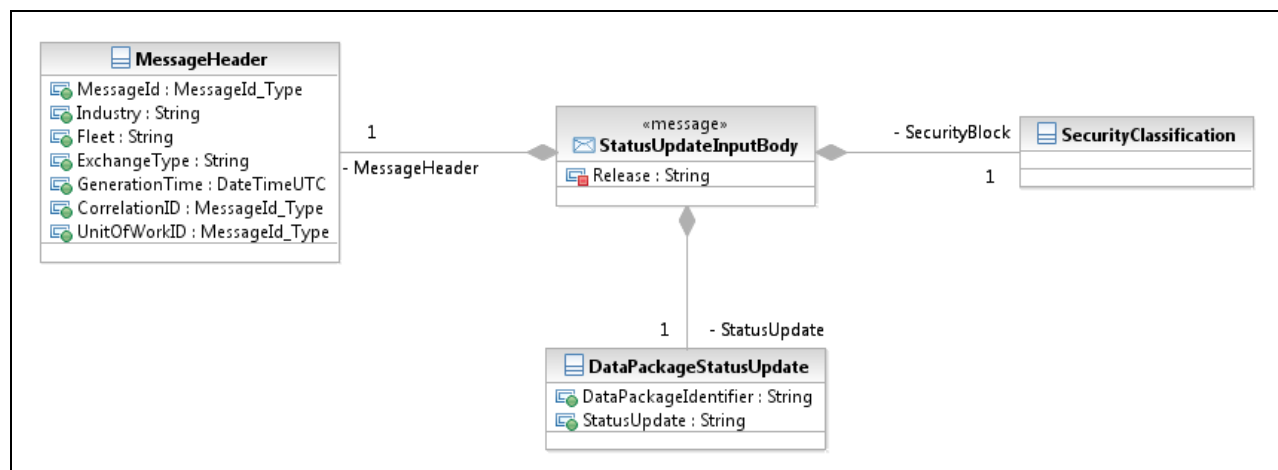 MessageHeader
MessageId : MessageId_Type
Industry : String
Fleet : String
ExchangeType : String
GenerationTime : DateTimeUTC
CorrelationID : MessageId_Type
UnitOfWorkID : MessageId_Type
1
- MessageHeader
«message»
StatusUpdateInputBody
Release : String
- SecurityBlock
1
SecurityClassification
1
- StatusUpdate
DataPackageStatusUpdate
DataPackageIdentifier : String
StatusUpdate : String